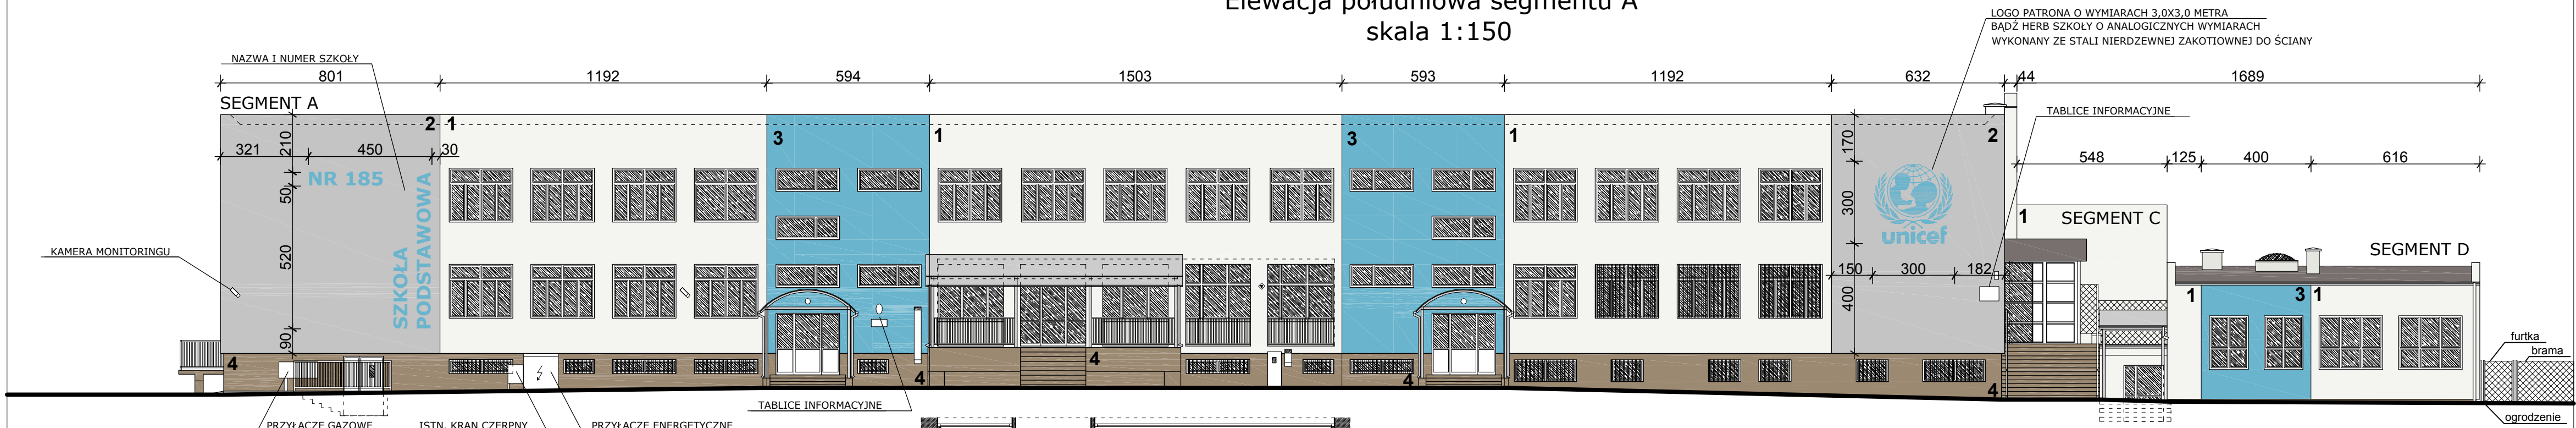 Elewacja południowa segmentu A
skala 1:150
LOGO PATRONA O WYMIARACH 3,0X3,0 METRA
BĄDŹ HERB SZKOŁY O ANALOGICZNYCH WYMIARACH
WYKONANY ZE STALI NIERDZEWNEJ ZAKOTIOWNEJ DO ŚCIANY
NAZWA I NUMER SZKOŁY
801 1192 594 1503 593 1192 632 44 1689
SEGMENT A
TABLICE INFORMACYJNE
2 1 3 1 3 1 2
210 170
321 450 30
548 125 400 616
NR 185
50
300
SZKOŁA
PODSTAWOWA
unicef
1 SEGMENT C
KAMERA MONITORINGU
520
SEGMENT D
150 300 182
400
1 3 1
90
4 4 4 4 4
furtka
brama
TABLICE INFORMACYJNE
ogrodzenie
PRZYŁĄCZE GAZOWE ISTN. KRAN CZERPNY PRZYŁĄCZE ENERGETYCZNE